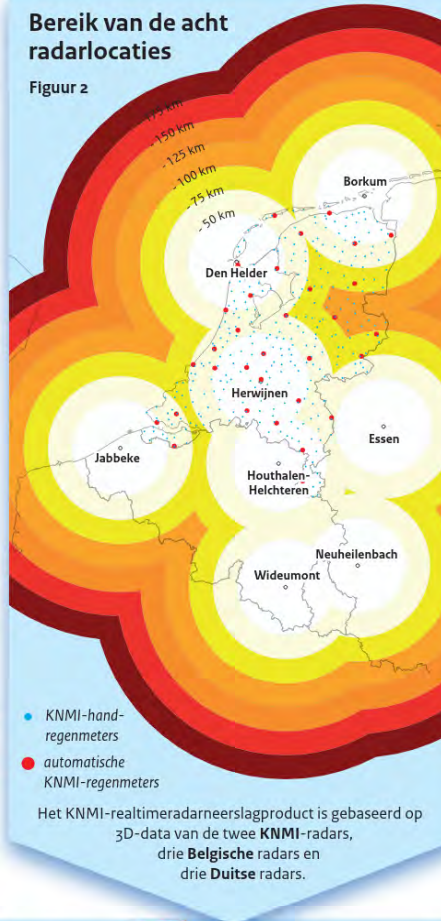 Bereik van de acht
radarlocaties
Figuur 2
175 km
- 150 km
- 125 km
- 100 km
- 75 km
- 50 km
Borkum
Den Helder
Herwijnen
Essen
Jabbeke
Houthalen-
Helchteren
Neuheilenbach
Wideumont
KNMI-hand-
regenmeters
automatische
KNMI-regenmeters
Het KNMI-realtimeradarneerslagproduct is gebaseerd op
3D-data van de twee KNMI-radars,
drie Belgische radars en
drie Duitse radars.